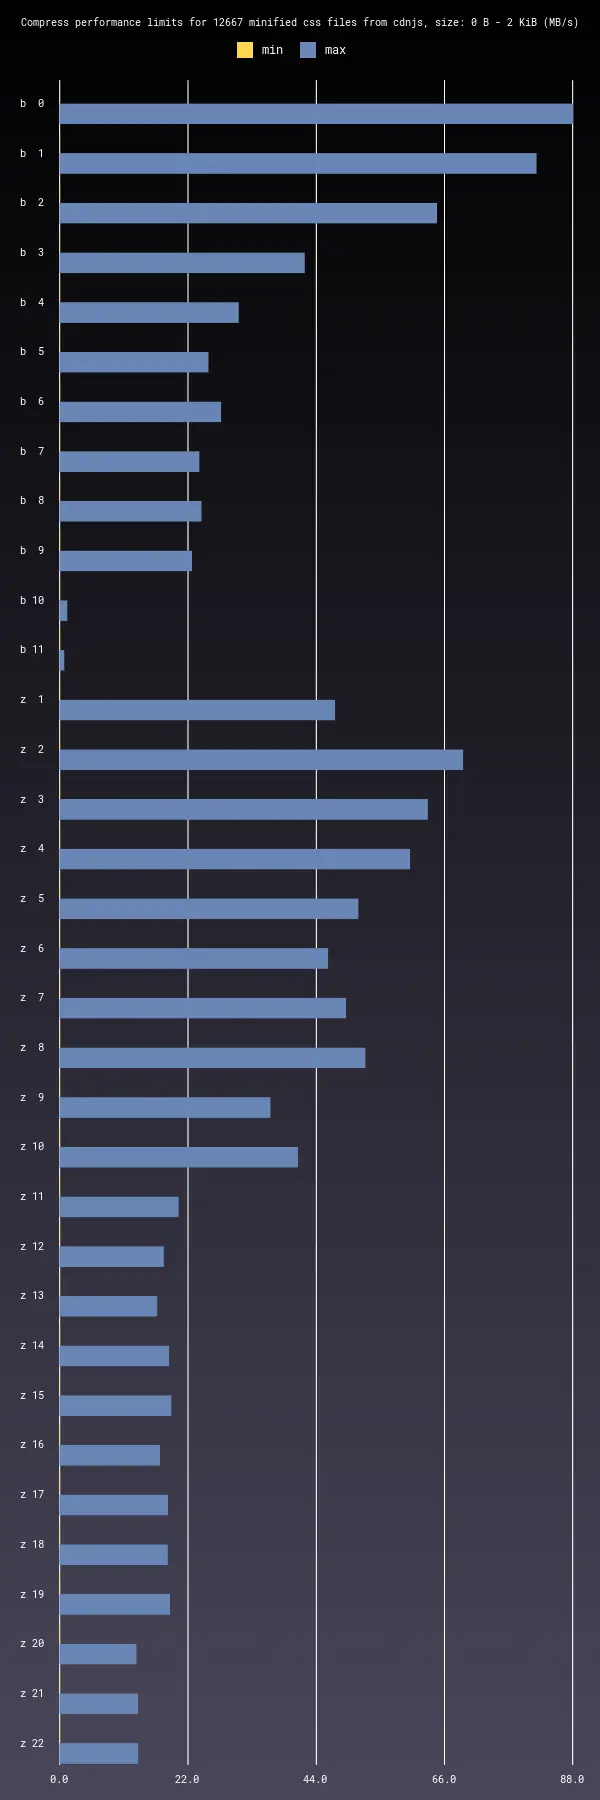 Compress performance limits for 12667 minified css files from cdnjs, size: 0 B - 2 KiB (MB/s)
min max
b 0
b 1
b 2
b 3
b 4
b 5
b 6
b 7
b 8
b 9
b 10
b 11
z 1
z 2
z 3
z 4
z 5
z 6
z 7
z 8
z 9
z 10
z 11
z 12
z 13
z 14
z 15
z 16
z 17
z 18
z 19
z 20
z 21
z 22
0.0 22.0 44.0 66.0 88.0